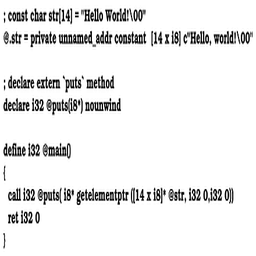 ; const char str[14] = "Hello World!\00"
@.str = private unnamed_addr constant [14 x i8] c"Hello, world!\00"
; declare extern `puts` method
declare i32 @puts(i8*) nounwind
define i32 @main()
{
call i32 @puts( i8* getelementptr ([14 x i8]* @str, i32 0,i32 0))
ret i32 0
}